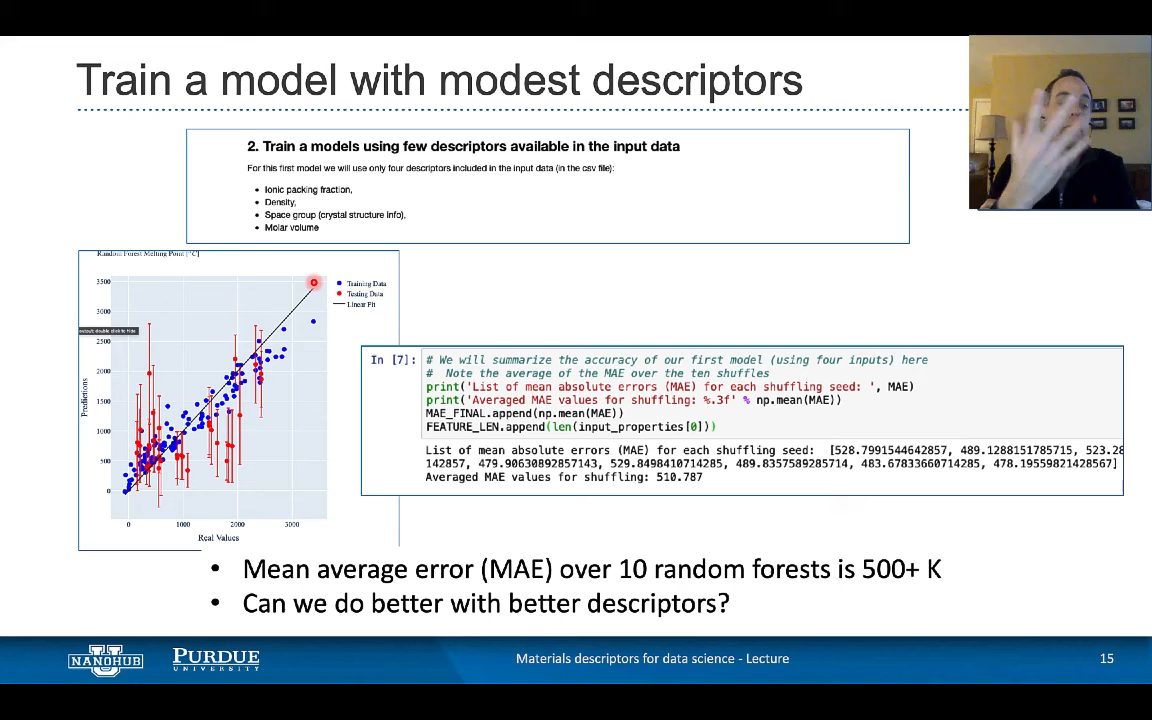 Train a model with modest descriptors
2. Train a models using few descriptors available in the input data
For this first model we will use only four descriptors included in the input data (in the csv file):
• Ionic packing fraction,
• Density,
• Space group (crystal structure info),
• Molar volume
Random Forest Melting Point [°C]
3500
3000
2500
2000
1500
1000
500
0
0 1000 2000 3000
Predictions
Real Values
Training Data
Testing Data
Linear Fit
output; double click to hide
In [7]:
# We will summarize the accuracy of our first model (using four inputs) here
# Note the average of the MAE over the ten shuffles
print('List of mean absolute errors (MAE) for each shuffling seed: ', MAE)
print('Averaged MAE values for shuffling: %.3f' % np.mean(MAE))
MAE_FINAL.append(np.mean(MAE))
FEATURE_LEN.append(len(input_properties[0]))
List of mean absolute errors (MAE) for each shuffling seed: [528.7991544642857, 489.1288151785715, 523.28
142857, 479.90630892857143, 529.8498410714285, 489.8357589285714, 483.67833660714285, 478.19559821428567]
Averaged MAE values for shuffling: 510.787
• Mean average error (MAE) over 10 random forests is 500+ K
• Can we do better with better descriptors?
NANOHUB
PURDUE
UNIVERSITY
Materials descriptors for data science - Lecture
15